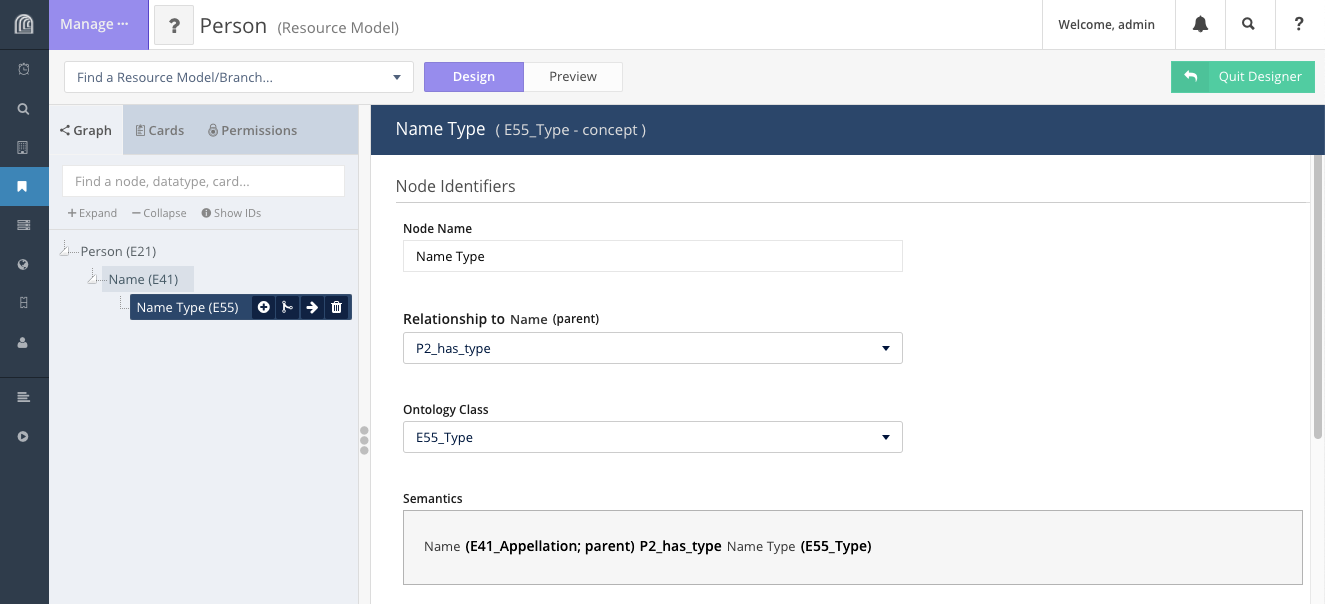 Manage ···
?
Person (Resource Model)
Welcome, admin
?
Find a Resource Model/Branch...
Design
Preview
Quit Designer
Graph
Cards
Permissions
Name Type ( E55_Type - concept )
Find a node, datatype, card...
Expand
Collapse
Show IDs
Person (E21)
Name (E41)
Name Type (E55)
Node Identifiers
Node Name
Name Type
Relationship to Name (parent)
P2_has_type
Ontology Class
E55_Type
Semantics
Name (E41_Appellation; parent) P2_has_type Name Type (E55_Type)